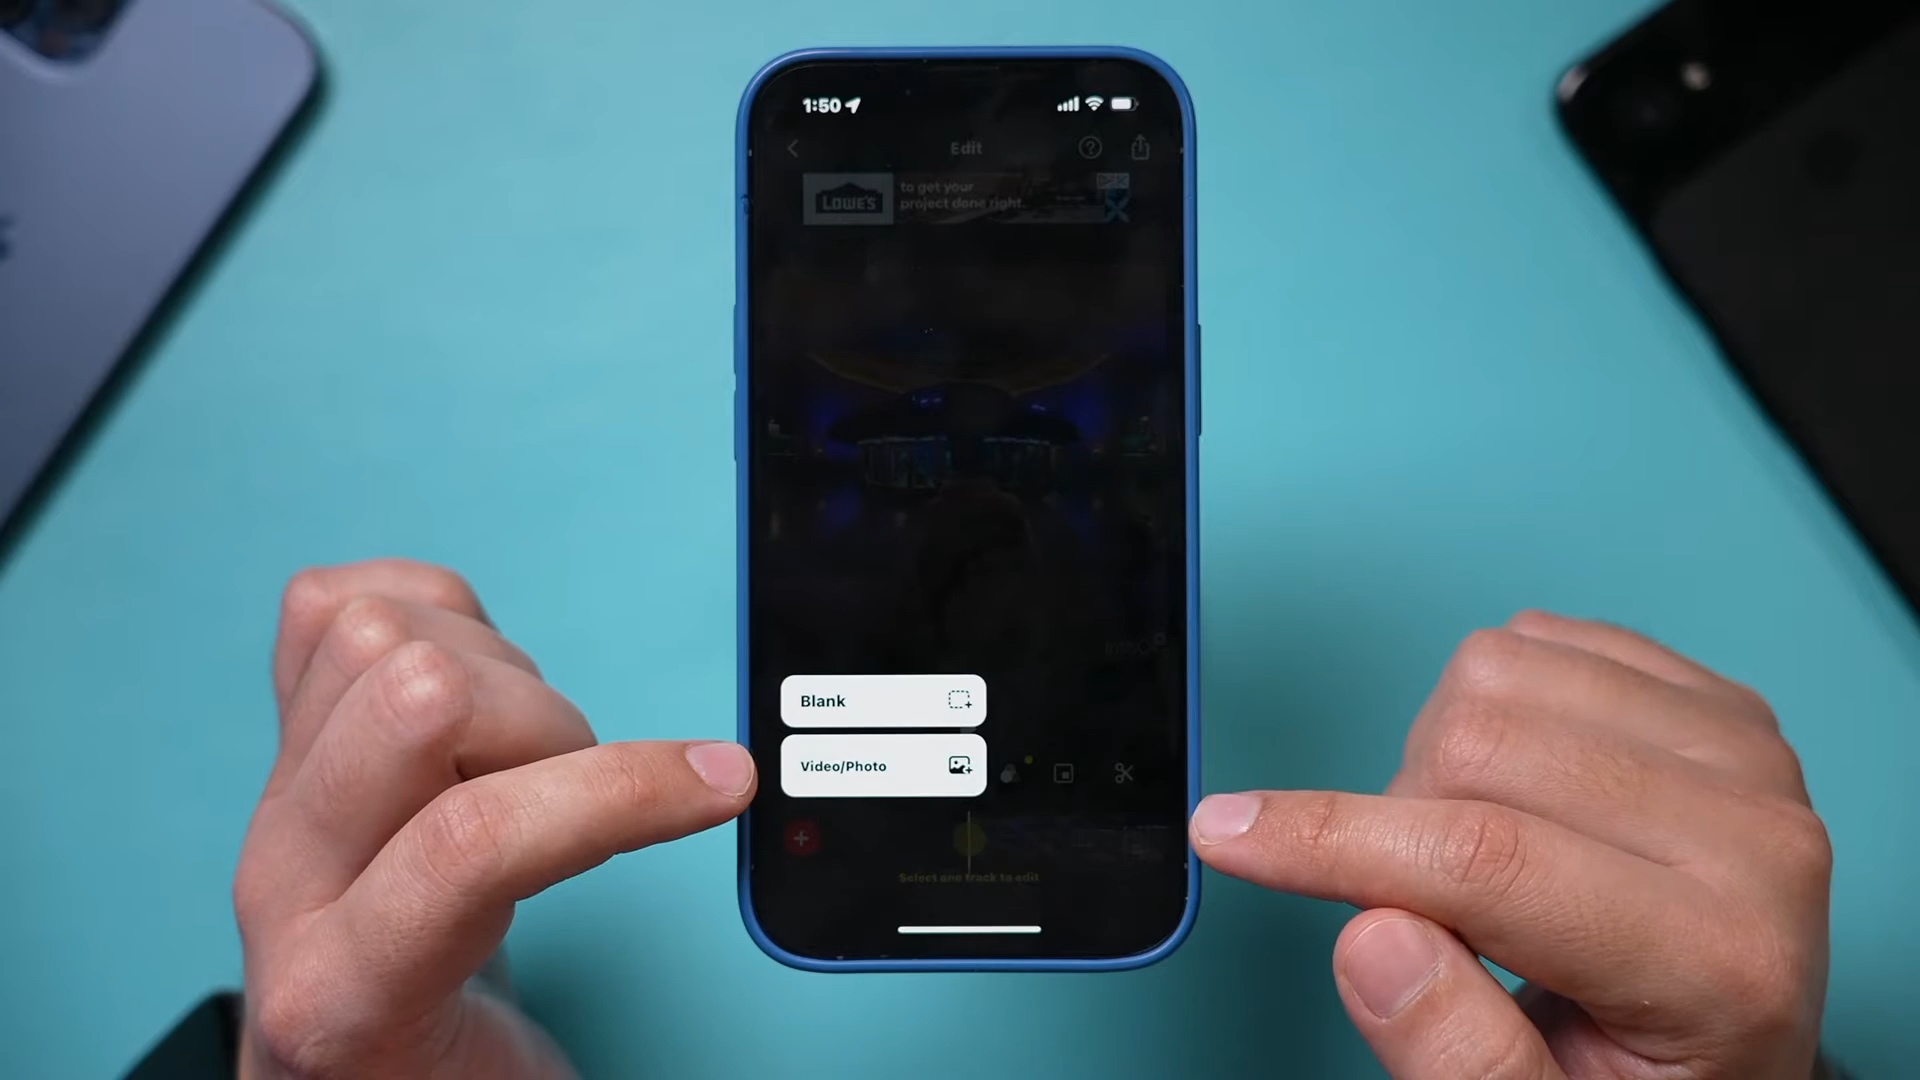 1:50
Edit
LOWE'S
to get your
project done right.
Blank
Video/Photo
Select one track to edit